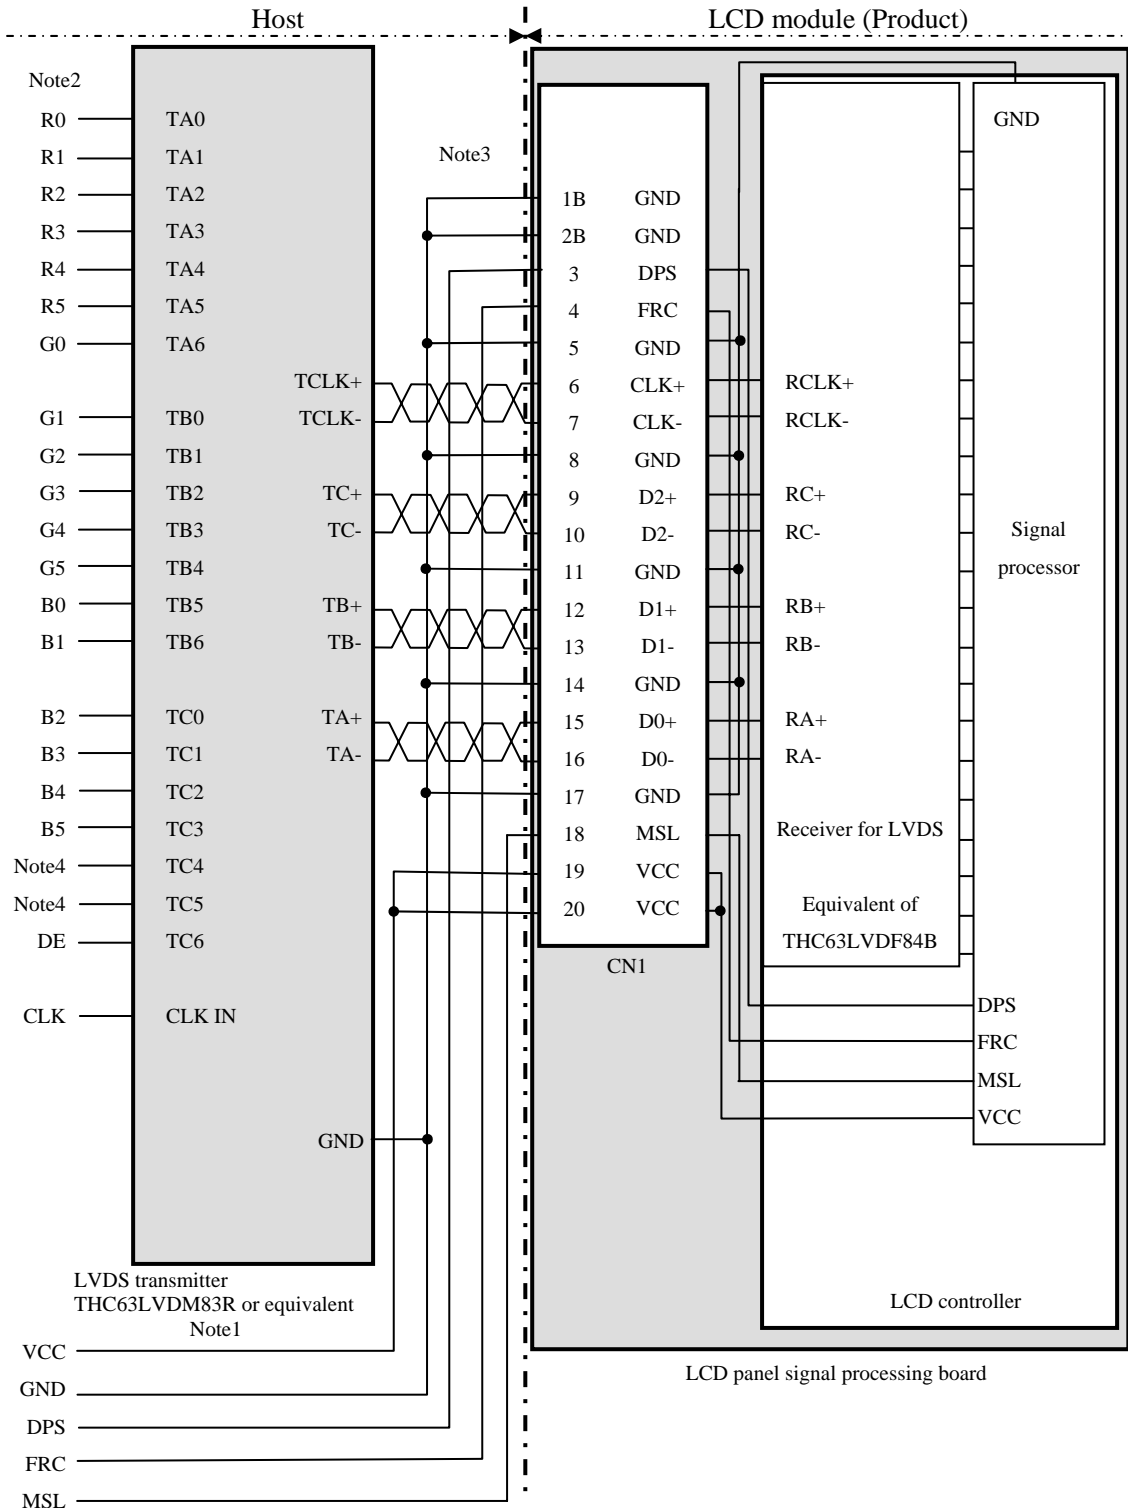 Host
LCD module (Product)
Note2
R0 TA0
R1 TA1
R2 TA2
R3 TA3
R4 TA4
R5 TA5
G0 TA6
G1 TB0
G2 TB1
G3 TB2
G4 TB3
G5 TB4
B0 TB5
B1 TB6
B2 TC0
B3 TC1
B4 TC2
B5 TC3
Note4 TC4
Note4 TC5
DE TC6
CLK CLK IN
TCLK+
TCLK-
TC+
TC-
TB+
TB-
TA+
TA-
GND
LVDS transmitter
THC63LVDM83R or equivalent
Note1
VCC
GND
DPS
FRC
MSL
Note3
1B GND
2B GND
3 DPS
4 FRC
5 GND
6 CLK+
7 CLK-
8 GND
9 D2+
10 D2-
11 GND
12 D1+
13 D1-
14 GND
15 D0+
16 D0-
17 GND
18 MSL
19 VCC
20 VCC
CN1
RCLK+
RCLK-
RC+
RC-
RB+
RB-
RA+
RA-
Receiver for LVDS
Equivalent of
THC63LVDF84B
GND
Signal
processor
DPS
FRC
MSL
VCC
LCD controller
LCD panel signal processing board